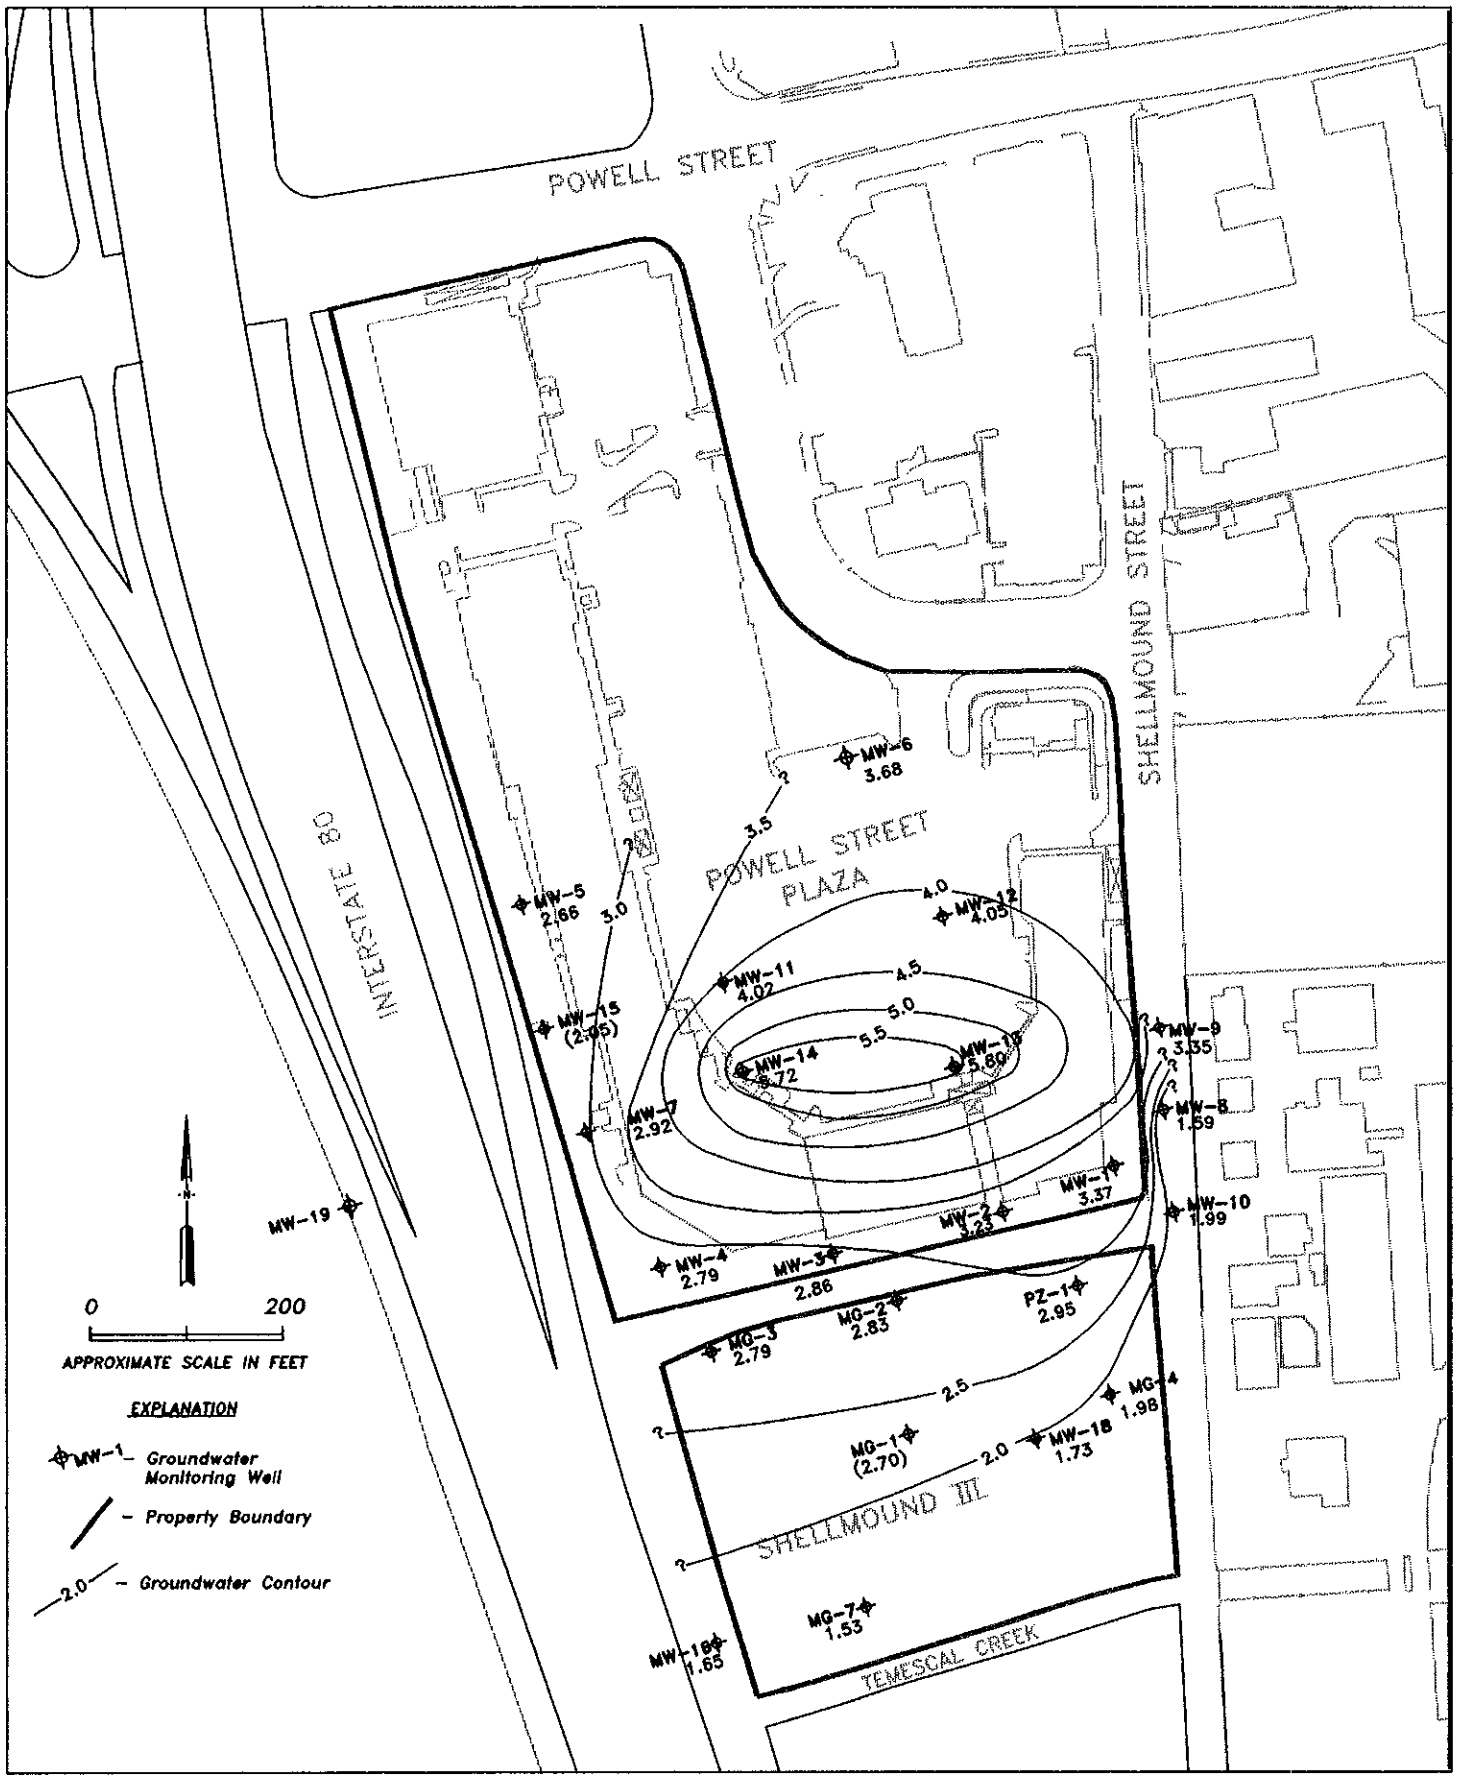 POWELL STREET
SHELLMOUND STREET
INTERSTATE 80
MW-6
3.68
?
3.5
POWELL STREET
PLAZA
?
MW-5
2.66
3.0
4.0
MW-12
4.05
MW-11
4.02
4.5
5.0
5.5
MW-15
(2.05)
MW-14
5.72
5.80
?
MW-9
3.35
?
?
?
MW-8
1.59
MW-7
2.92
MW-1
3.37
MW-2
3.23
MW-10
1.99
MW-19
N
MW-4
2.79
MW-3
2.86
PZ-1
2.95
MG-2
2.83
MG-3
2.79
0 200
APPROXIMATE SCALE IN FEET
EXPLANATION
MW-1 - Groundwater
Monitoring Well
- Property Boundary
2.0 - Groundwater Contour
2.5
?
MG-4
1.98
MG-1
(2.70)
2.0
MW-18
1.73
SHELLMOUND III
?
MG-7
1.53
1.65
TEMESCAL CREEK